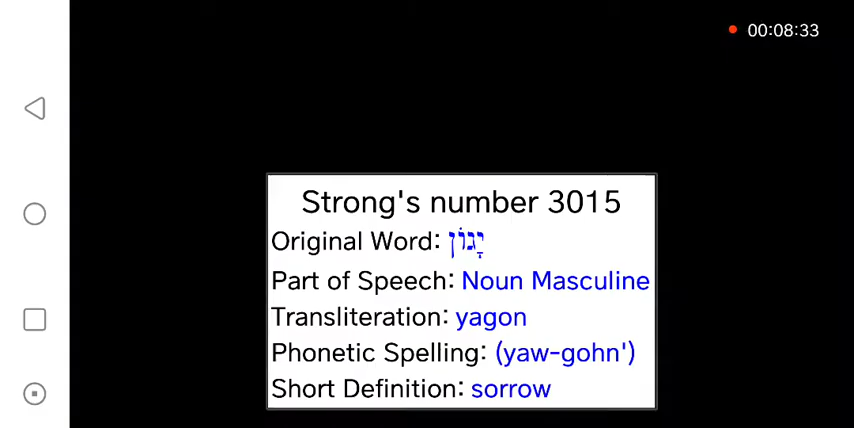 00:08:33
Strong's number 3015
Original Word: יָגוֹן
Part of Speech: Noun Masculine
Transliteration: yagon
Phonetic Spelling: (yaw-gohn')
Short Definition: sorrow